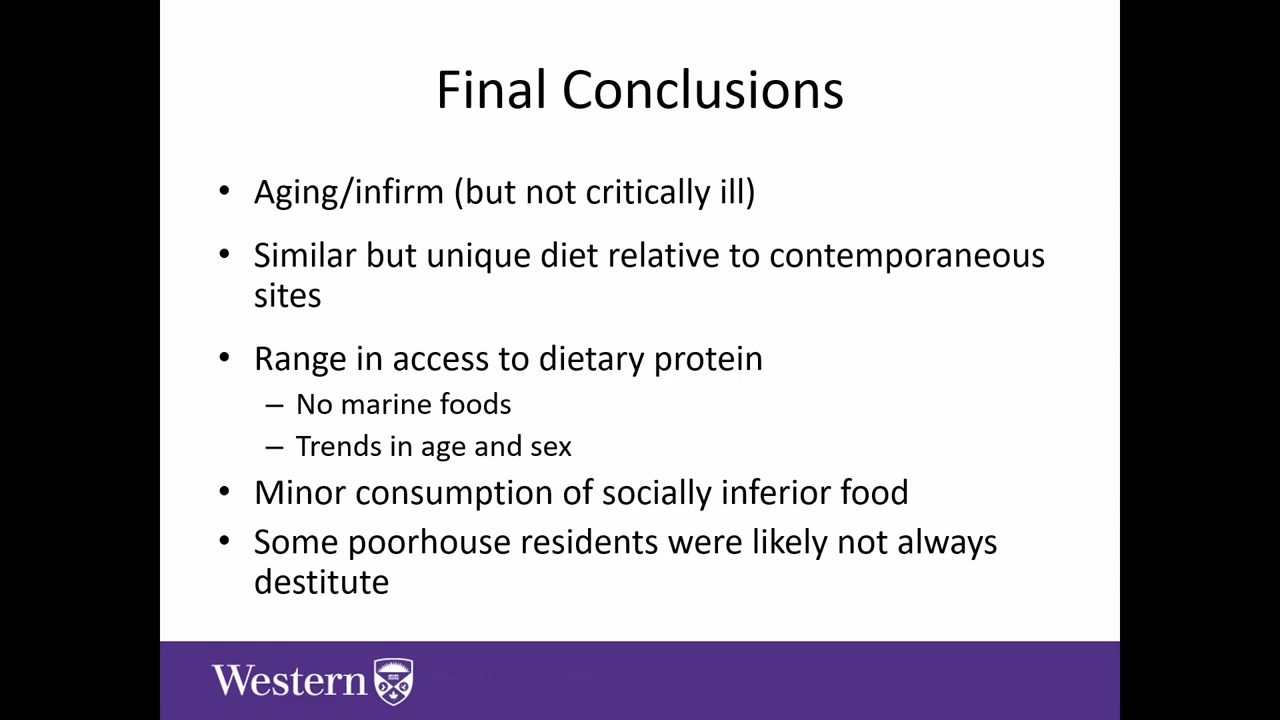 Final Conclusions
• Aging/infirm (but not critically ill)
• Similar but unique diet relative to contemporaneous
sites
• Range in access to dietary protein
– No marine foods
– Trends in age and sex
• Minor consumption of socially inferior food
• Some poorhouse residents were likely not always
destitute
Western